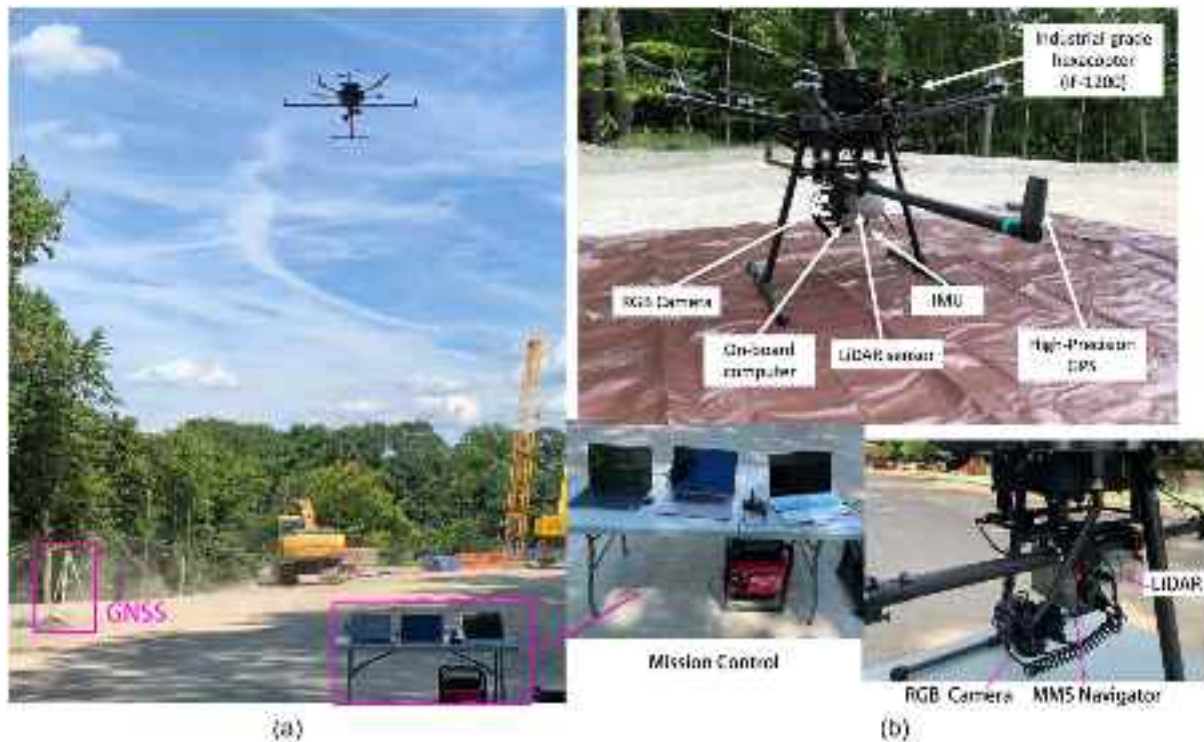 Industrial grade
hexacopter
(IF-1200)
RGB Camera
IMU
On-board
computer
LiDAR sensor
High-Precision
GPS
GNSS
Mission Control
LiDAR
RGB Camera
MMS Navigator
(a)
(b)